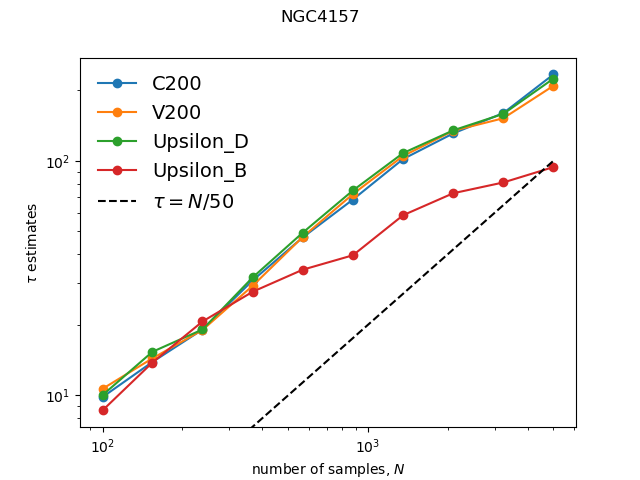 NGC4157
C200
V200
Upsilon_D
Upsilon_B
τ = N/50
10²
10¹
τ estimates
10²
10³
number of samples, N